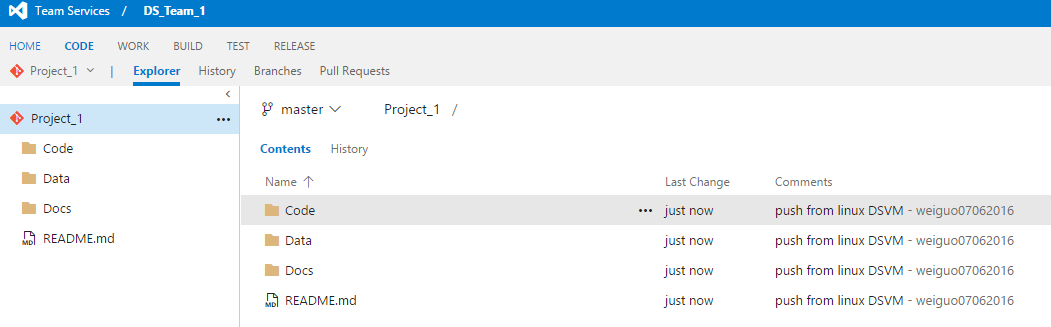 Team Services / DS_Team_1
HOME CODE WORK BUILD TEST RELEASE
Project_1 | Explorer History Branches Pull Requests
Project_1 ...
Code
Data
Docs
README.md
master Project_1 /
Contents History
Name Last Change Comments
Code ... just now push from linux DSVM - weiguo07062016
Data just now push from linux DSVM - weiguo07062016
Docs just now push from linux DSVM - weiguo07062016
README.md just now push from linux DSVM - weiguo07062016